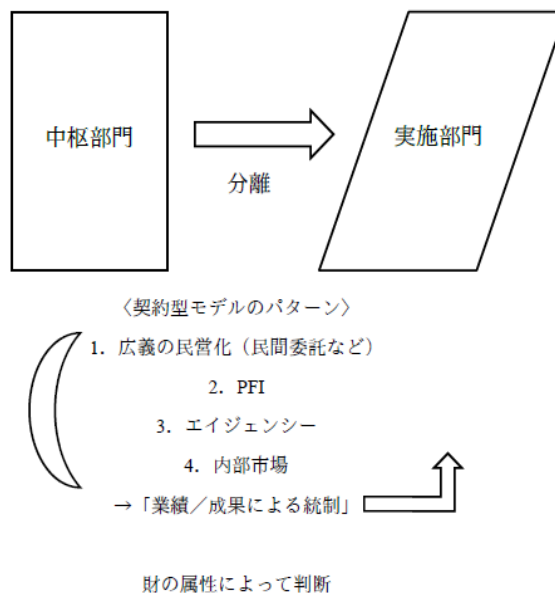 中枢部門
実施部門
分離
〈契約型モデルのパターン〉
1．広義の民営化（民間委託など）
2．PFI
3．エイジェンシー
4．内部市場
→「業績／成果による統制」
財の属性によって判断